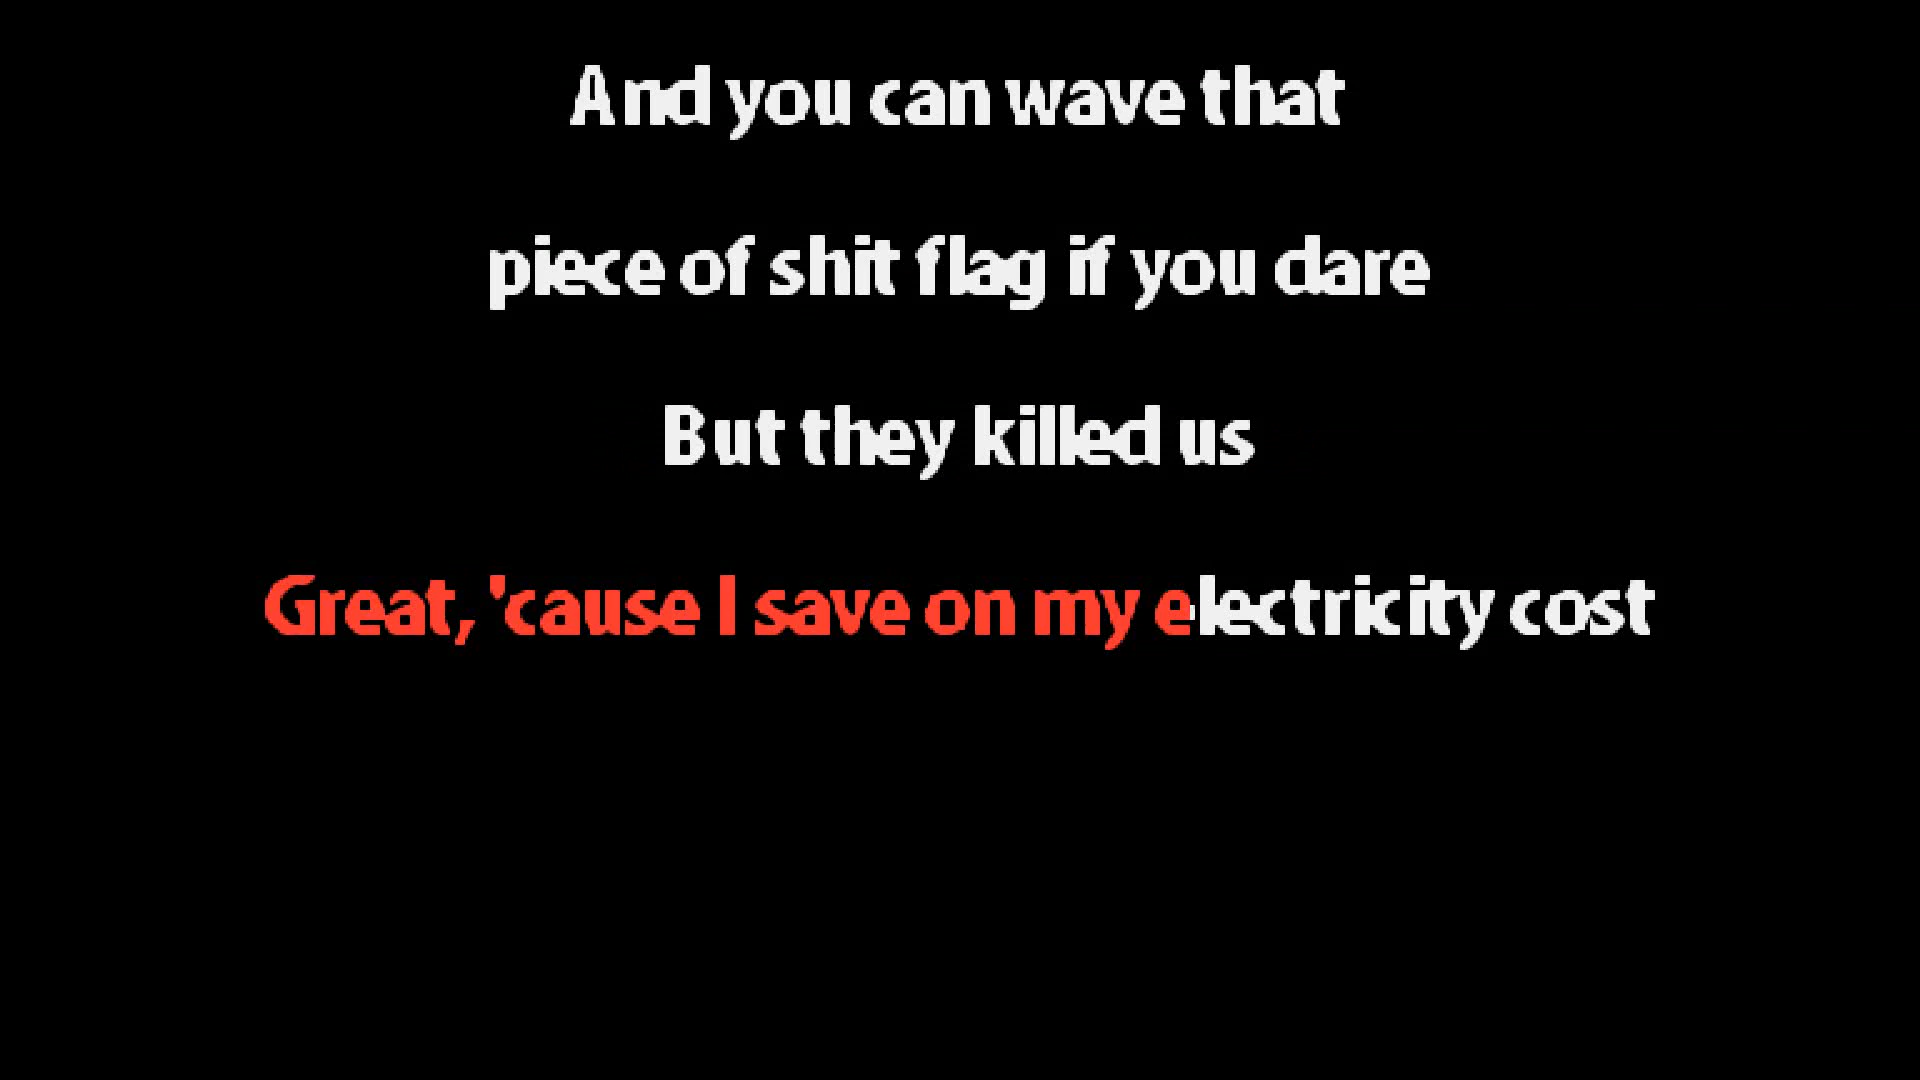 And you can wave that
piece of shit flag if you dare
But they killed us
Great, 'cause I save on my electricity cost